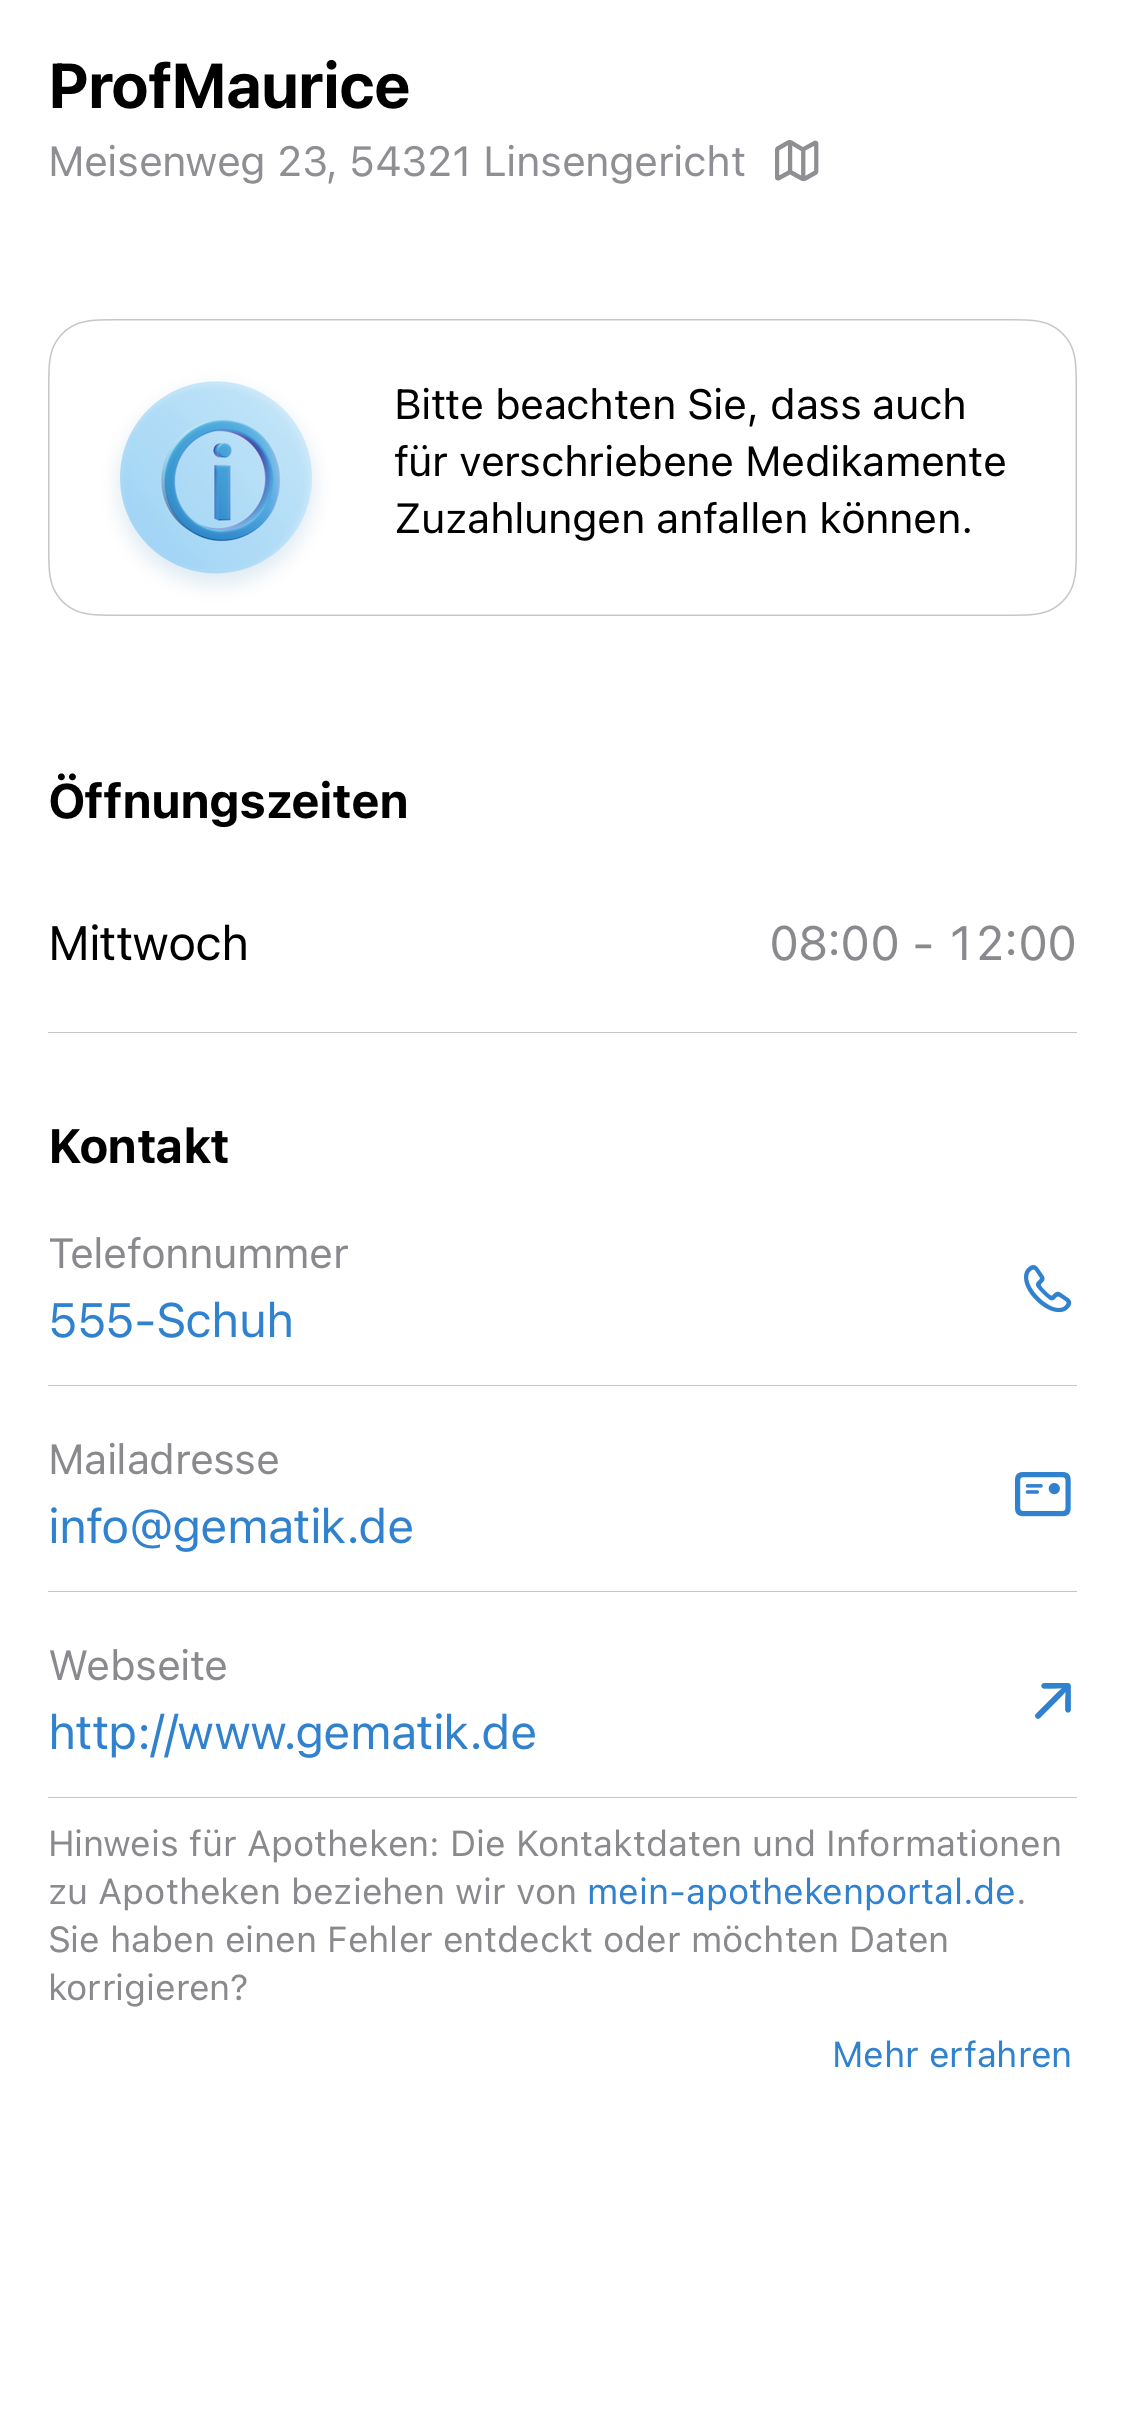 ProfMaurice
Meisenweg 23, 54321 Linsengericht
Bitte beachten Sie, dass auch
für verschriebene Medikamente
Zuzahlungen anfallen können.
Öffnungszeiten
Mittwoch 08:00 - 12:00
Kontakt
Telefonnummer
555-Schuh
Mailadresse
info@gematik.de
Webseite
http://www.gematik.de
Hinweis für Apotheken: Die Kontaktdaten und Informationen
zu Apotheken beziehen wir von mein-apothekenportal.de.
Sie haben einen Fehler entdeckt oder möchten Daten
korrigieren?
Mehr erfahren